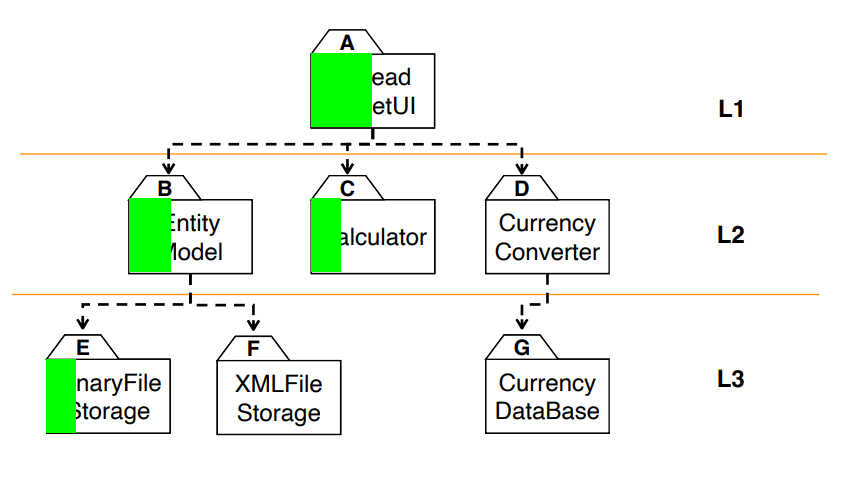 A
ead
etUI
L1
B
C
D
Entity
Model
alculator
Currency
Converter
L2
E
F
G
naryFile
Storage
XMLFile
Storage
Currency
DataBase
L3